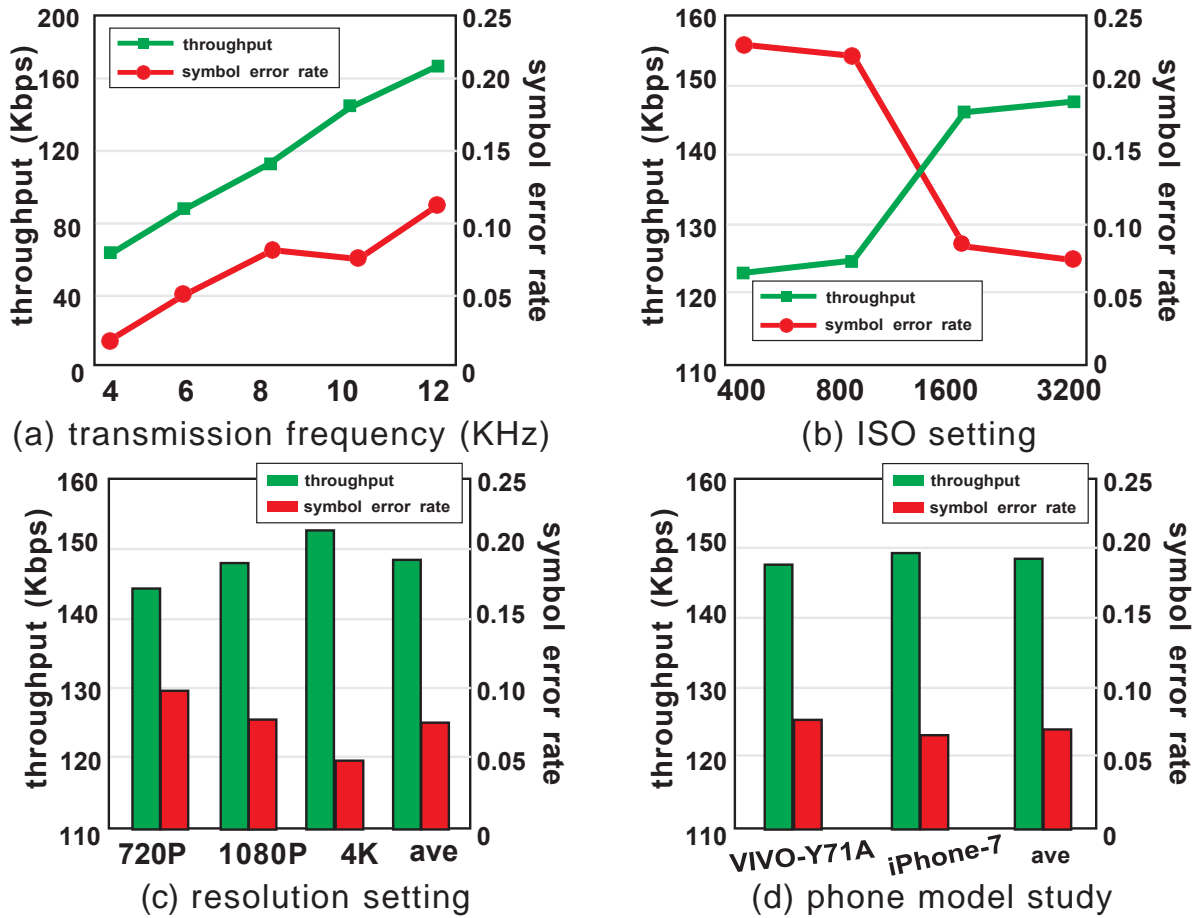 throughput (Kbps)
200
160
120
80
40
0
throughput
symbol error rate
0.25
0.20
0.15
0.10
0.05
0
symbol error rate
4 6 8 10 12
(a) transmission frequency (KHz)
throughput (Kbps)
160
150
140
130
120
110
throughput
symbol error rate
0.25
0.20
0.15
0.10
0.05
0
symbol error rate
400 800 1600 3200
(b) ISO setting
throughput (Kbps)
160
150
140
130
120
110
throughput
symbol error rate
0.25
0.20
0.15
0.10
0.05
0
symbol error rate
720P 1080P 4K ave
(c) resolution setting
throughput (Kbps)
160
150
140
130
120
110
throughput
symbol error rate
0.25
0.20
0.15
0.10
0.05
0
symbol error rate
VIVO-Y71A iPhone-7 ave
(d) phone model study